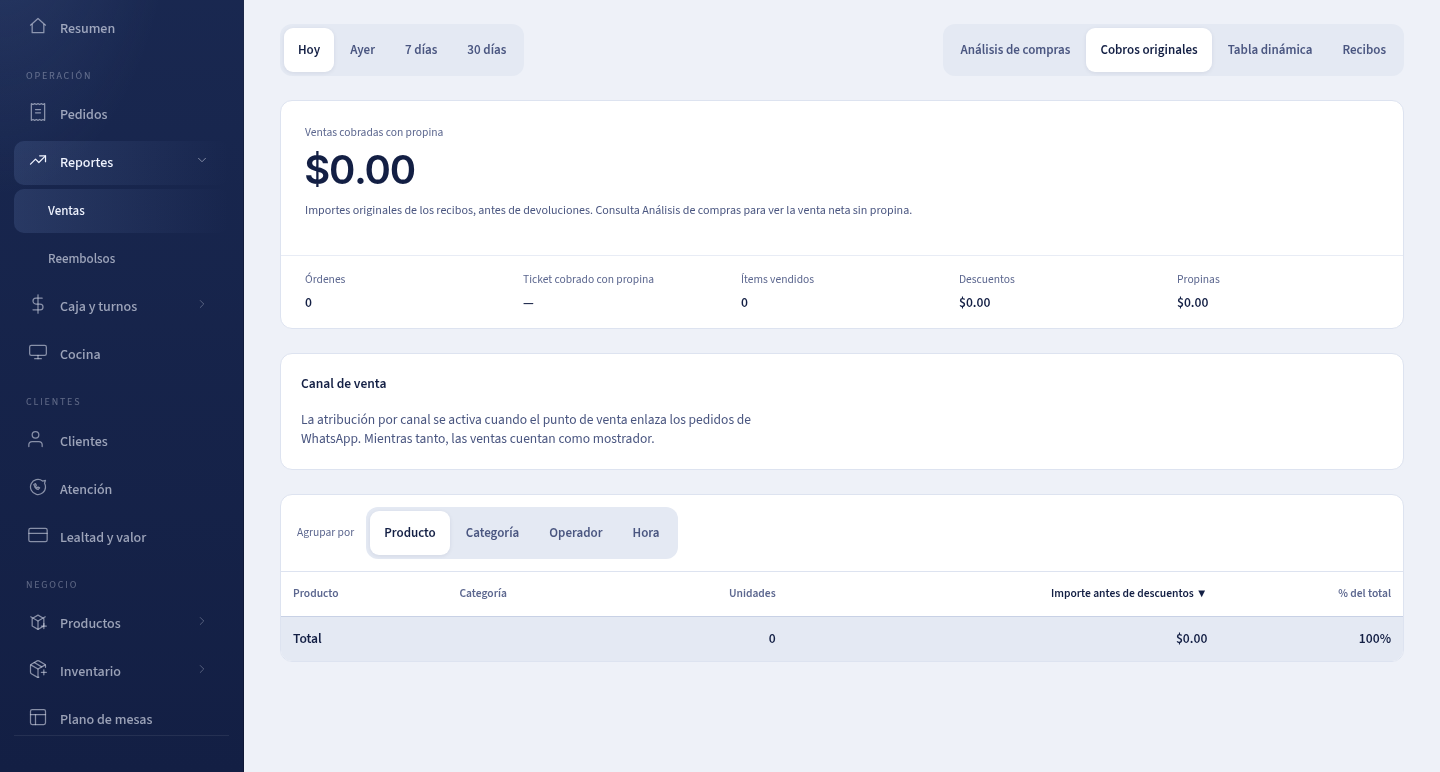 Resumen
OPERACIÓN
Pedidos
Reportes
Ventas
Reembolsos
Caja y turnos
Cocina
CLIENTES
Clientes
Atención
Lealtad y valor
NEGOCIO
Productos
Inventario
Plano de mesas
Hoy Ayer 7 días 30 días
Análisis de compras Cobros originales Tabla dinámica Recibos
Ventas cobradas con propina
$0.00
Importes originales de los recibos, antes de devoluciones. Consulta Análisis de compras para ver la venta neta sin propina.
Órdenes Ticket cobrado con propina Ítems vendidos Descuentos Propinas
0 — 0 $0.00 $0.00
Canal de venta
La atribución por canal se activa cuando el punto de venta enlaza los pedidos de
WhatsApp. Mientras tanto, las ventas cuentan como mostrador.
Agrupar por Producto Categoría Operador Hora
Producto Categoría Unidades Importe antes de descuentos ▼ % del total
Total 0 $0.00 100%